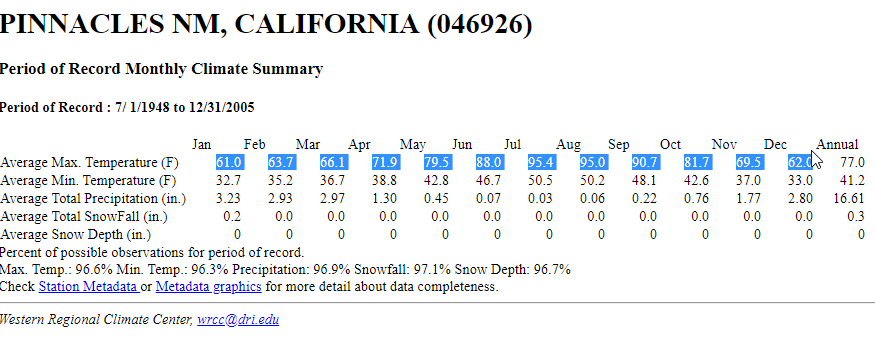 PINNACLES NM, CALIFORNIA (046926)
Period of Record Monthly Climate Summary
Period of Record : 7/ 1/1948 to 12/31/2005
Jan Feb Mar Apr May Jun Jul Aug Sep Oct Nov Dec Annual
Average Max. Temperature (F) 61.0 63.7 66.1 71.9 79.5 88.0 95.4 95.0 90.7 81.7 69.5 62.0 77.0
Average Min. Temperature (F) 32.7 35.2 36.7 38.8 42.8 46.7 50.5 50.2 48.1 42.6 37.0 33.0 41.2
Average Total Precipitation (in.) 3.23 2.93 2.97 1.30 0.45 0.07 0.03 0.06 0.22 0.76 1.77 2.80 16.61
Average Total SnowFall (in.) 0.2 0.0 0.0 0.0 0.0 0.0 0.0 0.0 0.0 0.0 0.0 0.0 0.3
Average Snow Depth (in.) 0 0 0 0 0 0 0 0 0 0 0 0 0
Percent of possible observations for period of record.
Max. Temp.: 96.6% Min. Temp.: 96.3% Precipitation: 96.9% Snowfall: 97.1% Snow Depth: 96.7%
Check Station Metadata or Metadata graphics for more detail about data completeness.
Western Regional Climate Center, wrcc@dri.edu